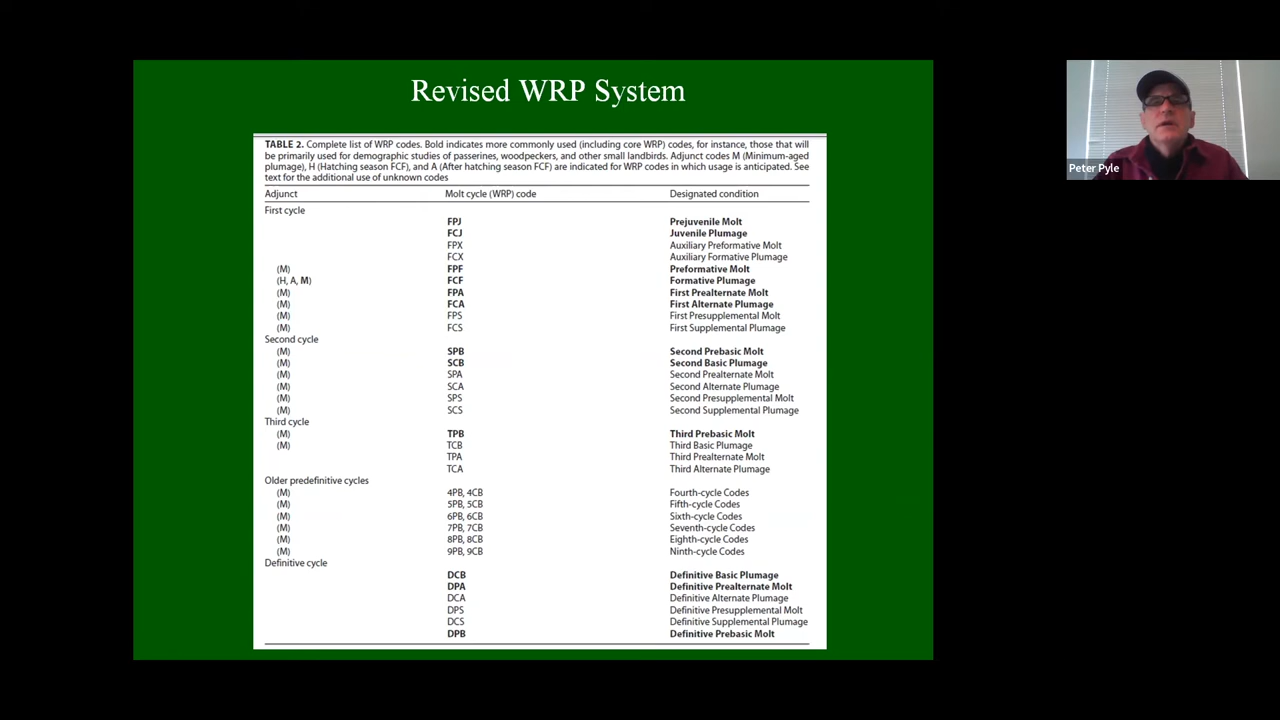 Revised WRP System
TABLE 2. Complete list of WRP codes. Bold indicates more commonly used (including core WRP) codes, for instance, those that will
be primarily used for demographic studies of passerines, woodpeckers, and other small landbirds. Adjunct codes M (Minimum-aged
plumage), H (Hatching season FCF), and A (After hatching season FCF) are indicated for WRP codes in which usage is anticipated. See
text for the additional use of unknown codes
Adjunct Molt cycle (WRP) code Designated condition
First cycle
FPJ Prejuvenile Molt
FCJ Juvenile Plumage
FPX Auxiliary Preformative Molt
FCX Auxiliary Formative Plumage
(M) FPF Preformative Molt
(H, A, M) FCF Formative Plumage
(M) FPA First Prealternate Molt
(M) FCA First Alternate Plumage
(M) FPS First Presupplemental Molt
(M) FCS First Supplemental Plumage
Second cycle
(M) SPB Second Prebasic Molt
(M) SCB Second Basic Plumage
(M) SPA Second Prealternate Molt
(M) SCA Second Alternate Plumage
(M) SPS Second Presupplemental Molt
(M) SCS Second Supplemental Plumage
Third cycle
(M) TPB Third Prebasic Molt
(M) TCB Third Basic Plumage
TPA Third Prealternate Molt
TCA Third Alternate Plumage
Older predefinitive cycles
(M) 4PB, 4CB Fourth-cycle Codes
(M) 5PB, 5CB Fifth-cycle Codes
(M) 6PB, 6CB Sixth-cycle Codes
(M) 7PB, 7CB Seventh-cycle Codes
(M) 8PB, 8CB Eighth-cycle Codes
(M) 9PB, 9CB Ninth-cycle Codes
Definitive cycle
DCB Definitive Basic Plumage
DPA Definitive Prealternate Molt
DCA Definitive Alternate Plumage
DPS Definitive Presupplemental Molt
DCS Definitive Supplemental Plumage
DPB Definitive Prebasic Molt
Peter Pyle